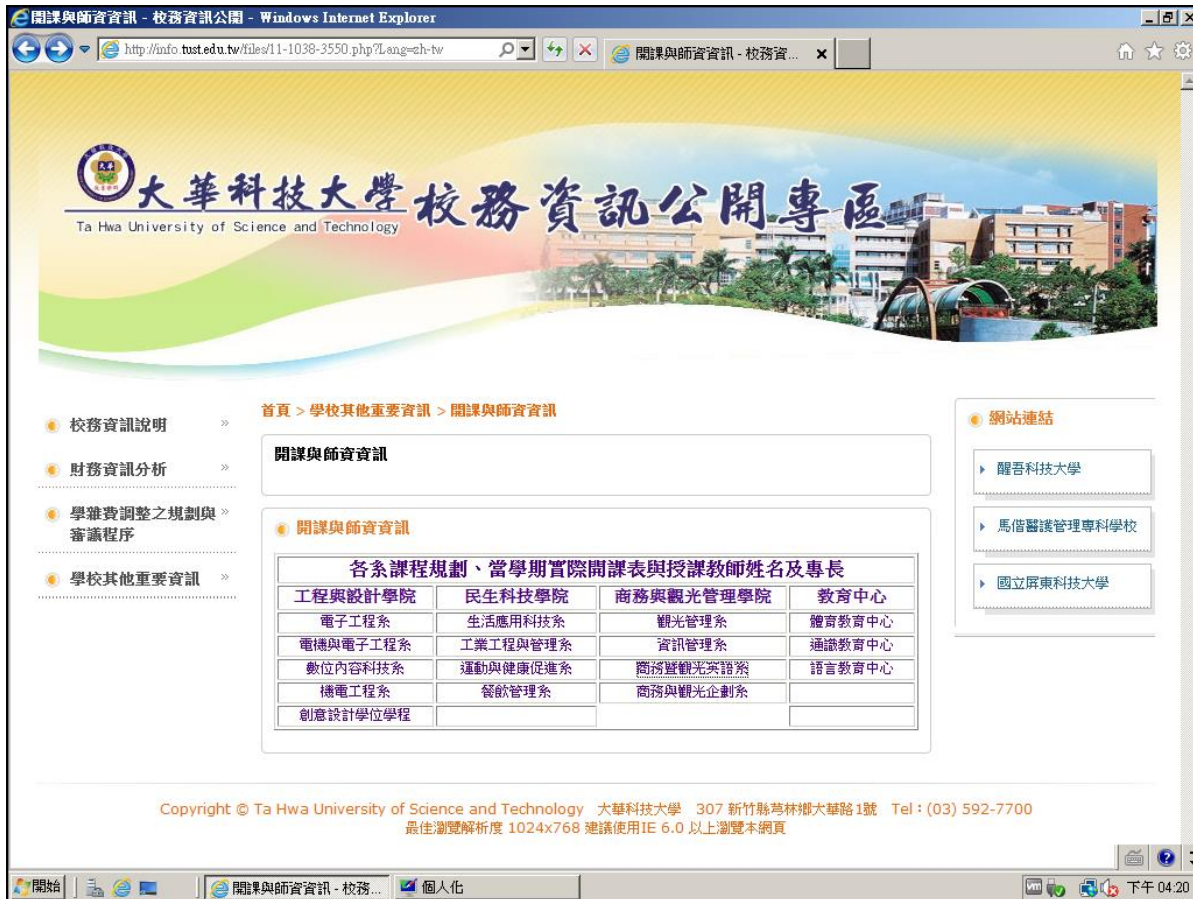 開課與師資資訊 - 校務資訊公開 - Windows Internet Explorer
http://info.tust.edu.tw/files/11-1038-3550.php?Lang=zh-tw
開課與師資資訊 - 校務資...
大華科技大學校務資訊公開專區
Ta Hwa University of Science and Technology
校務資訊說明 »
財務資訊分析 »
學雜費調整之規劃與審議程序 »
學校其他重要資訊 »
首頁 > 學校其他重要資訊 > 開課與師資資訊
開課與師資資訊
開課與師資資訊
各系課程規劃、當學期實際開課表與授課教師姓名及專長
工程與設計學院 民生科技學院 商務與觀光管理學院 教育中心
電子工程系 生活應用科技系 觀光管理系 體育教育中心
電機與電子工程系 工業工程與管理系 資訊管理系 通識教育中心
數位內容科技系 運動與健康促進系 商務暨觀光英語系 語言教育中心
機電工程系 餐飲管理系 商務與觀光企劃系
創意設計學位學程
網站連結
醒吾科技大學
馬偕醫護管理專科學校
國立屏東科技大學
Copyright © Ta Hwa University of Science and Technology 大華科技大學 307 新竹縣芎林鄉大華路1號 Tel：(03) 592-7700
最佳瀏覽解析度 1024x768 建議使用IE 6.0 以上瀏覽本網頁
開始
開課與師資資訊 - 校務...
個人化
下午 04:20